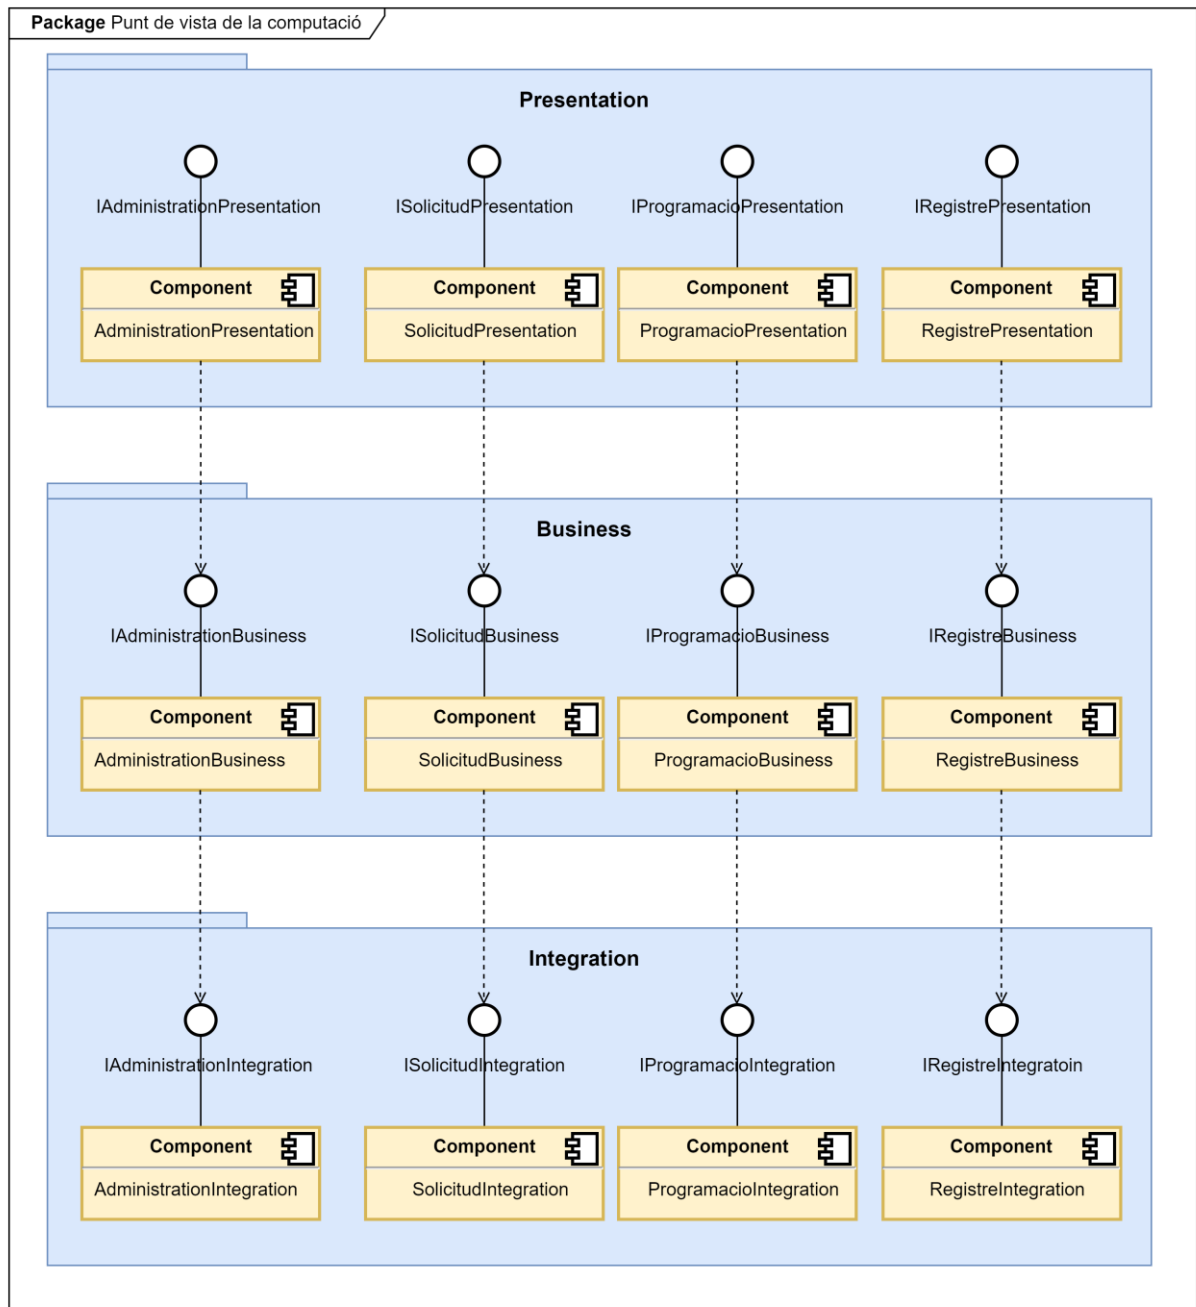 Package Punt de vista de la computació
Presentation
IAdministrationPresentation ISolicitudPresentation IProgramacioPresentation IRegistrePresentation
Component Component Component Component
AdministrationPresentation SolicitudPresentation ProgramacioPresentation RegistrePresentation
Business
IAdministrationBusiness ISolicitudBusiness IProgramacioBusiness IRegistreBusiness
Component Component Component Component
AdministrationBusiness SolicitudBusiness ProgramacioBusiness RegistreBusiness
Integration
IAdministrationIntegration ISolicitudIntegration IProgramacioIntegration IRegistreIntegratoin
Component Component Component Component
AdministrationIntegration SolicitudIntegration ProgramacioIntegration RegistreIntegration